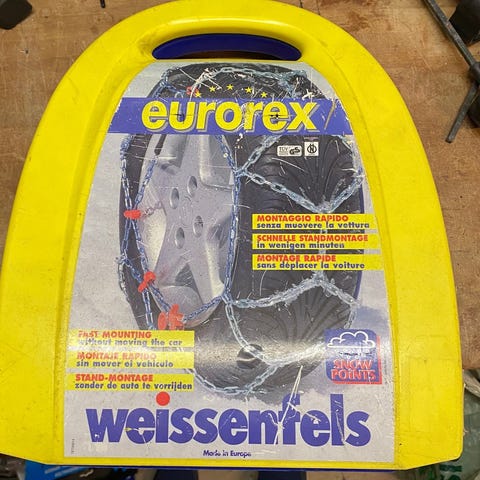 eurorex
TÜV
GS
N
MONTAGGIO RAPIDO
senza muovere la vettura
SCHNELLE STANDMONTAGE
in wenigen minuten
MONTAGE RAPIDE
sans déplacer la voiture
FAST MOUNTING
without moving the car
MONTAJE RAPIDO
sin mover el vehiculo
STAND-MONTAGE
zonder de auto te verrijden
SNOW
POINTS
weissenfels
Made in Europe